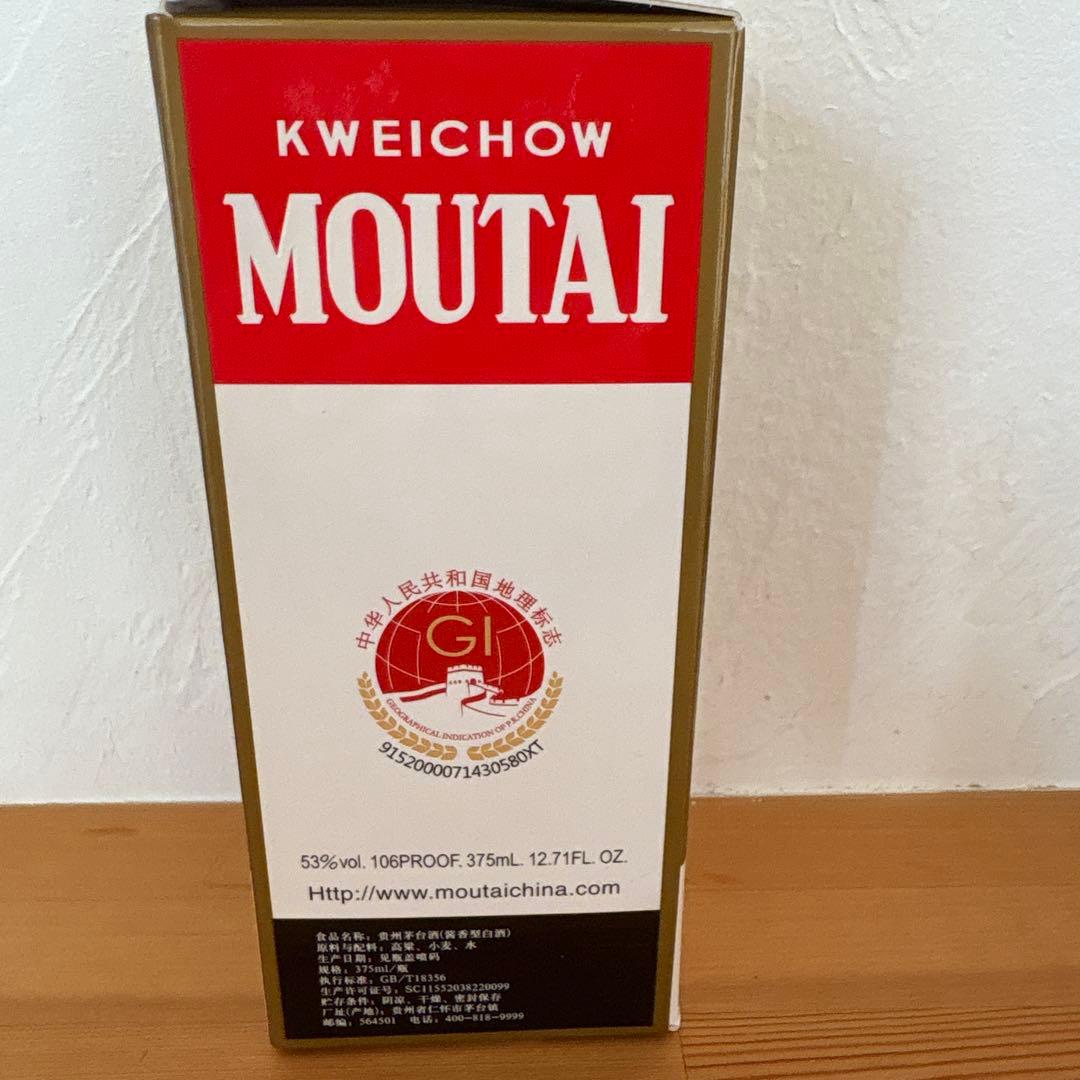 KWEICHOW
MOUTAI
中华人民共和国地理标志
GI
GEOGRAPHICAL INDICATION OF P.R.CHINA
9152000071430580XT
53%vol. 106PROOF. 375mL. 12.71FL. OZ.
Http://www.moutaichina.com
食品名称：贵州茅台酒(酱香型白酒)
原料与配料：高粱、小麦、水
生产日期：见瓶盖喷码
规格：375ml/瓶
执行标准：GB/T18356
生产许可证号：SC11552038220099
贮存条件：阴凉、干燥、密封保存
厂址(产地)：贵州省仁怀市茅台镇
邮编：564501 电话：400-818-9999